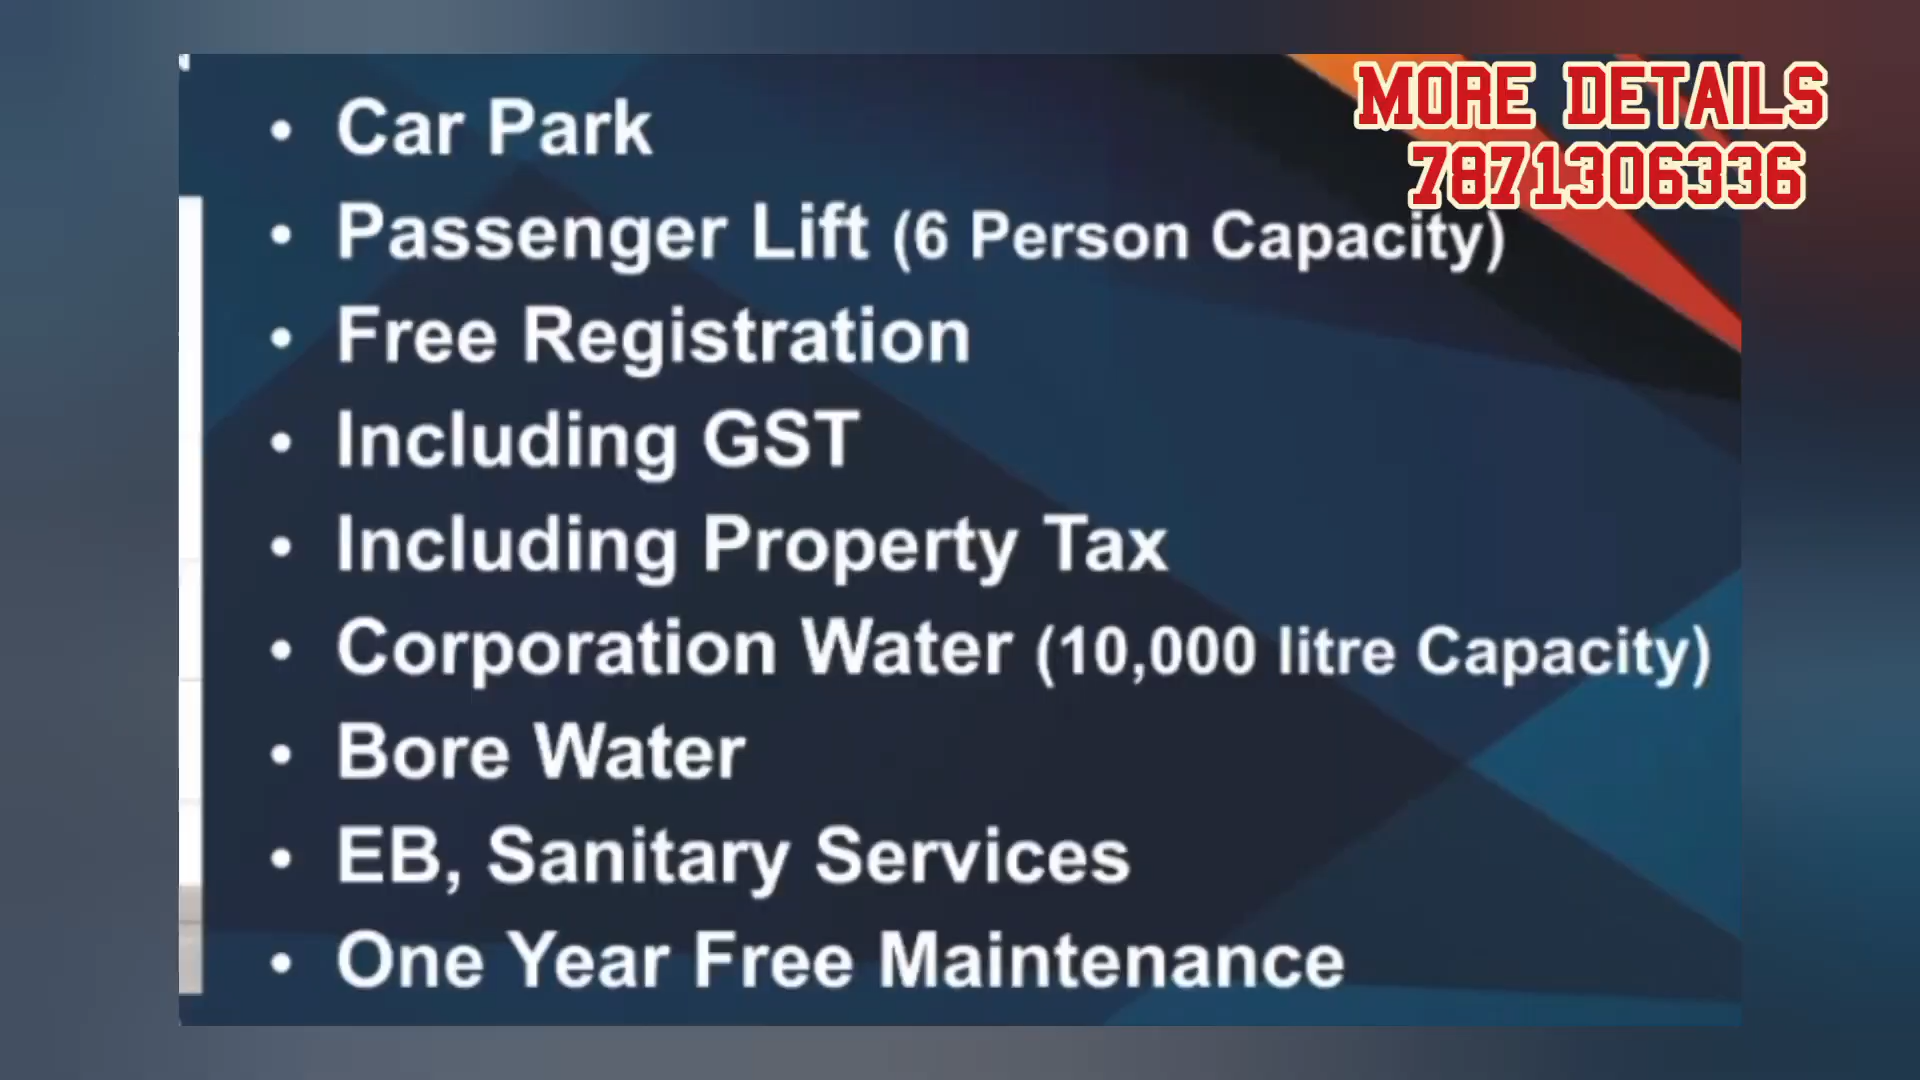 MORE DETAILS
7871306336
• Car Park
• Passenger Lift (6 Person Capacity)
• Free Registration
• Including GST
• Including Property Tax
• Corporation Water (10,000 litre Capacity)
• Bore Water
• EB, Sanitary Services
• One Year Free Maintenance